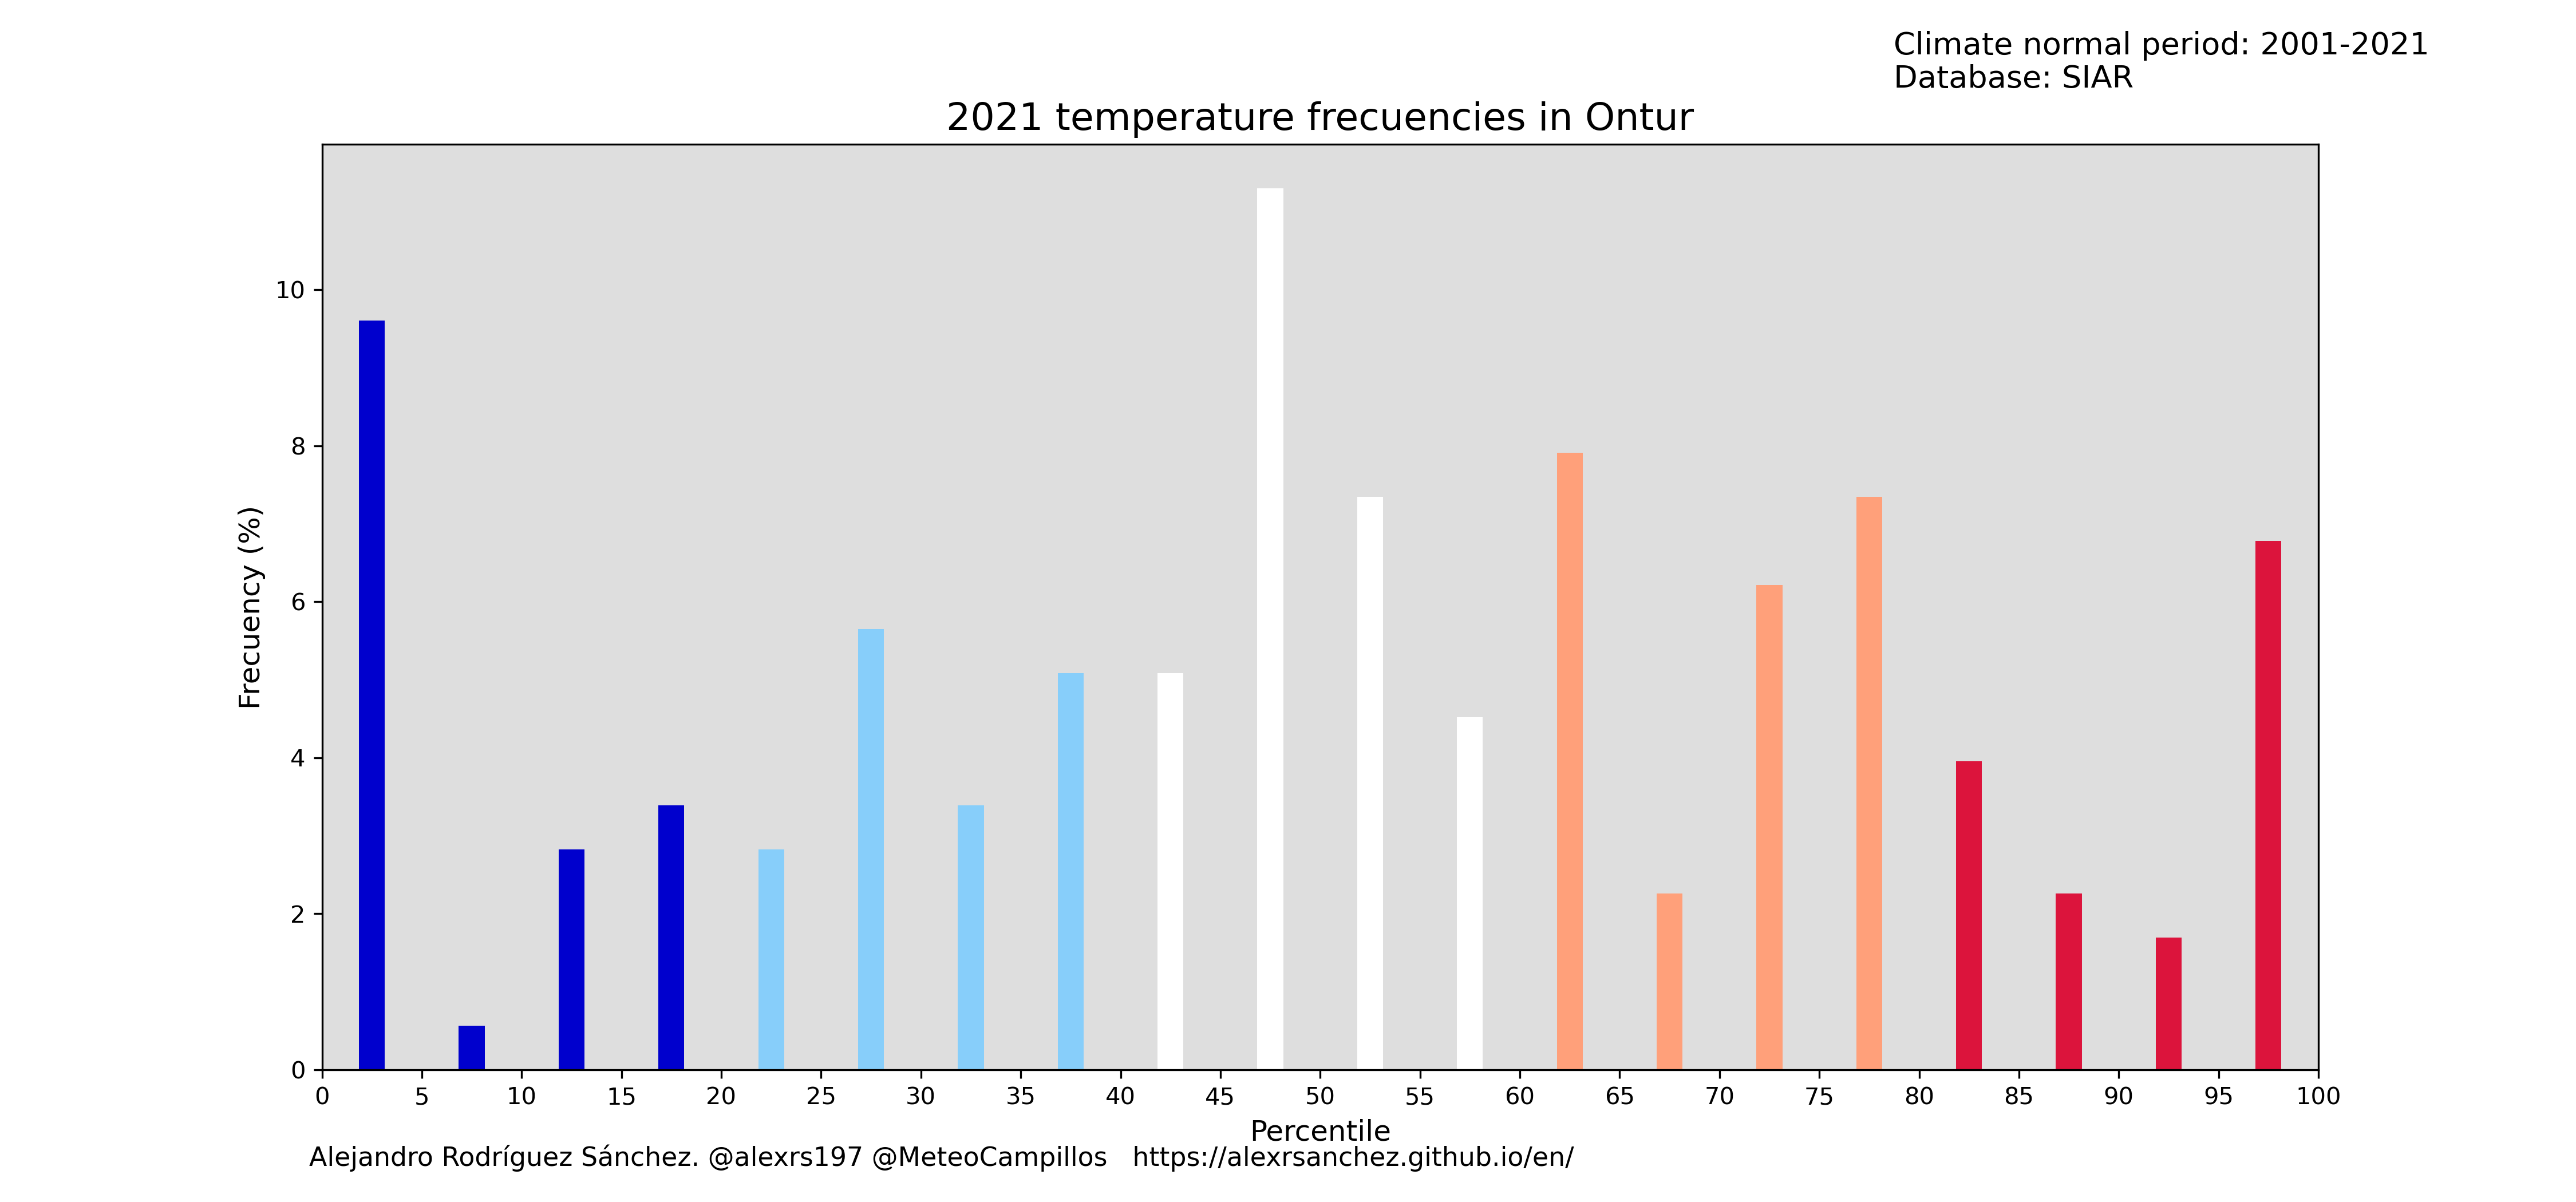 Climate normal period: 2001-2021
Database: SIAR
2021 temperature frecuencies in Ontur
Frecuency (%)
10
8
6
4
2
0
0 5 10 15 20 25 30 35 40 45 50 55 60 65 70 75 80 85 90 95 100
Percentile
Alejandro Rodríguez Sánchez. @alexrs197 @MeteoCampillos https://alexrsanchez.github.io/en/